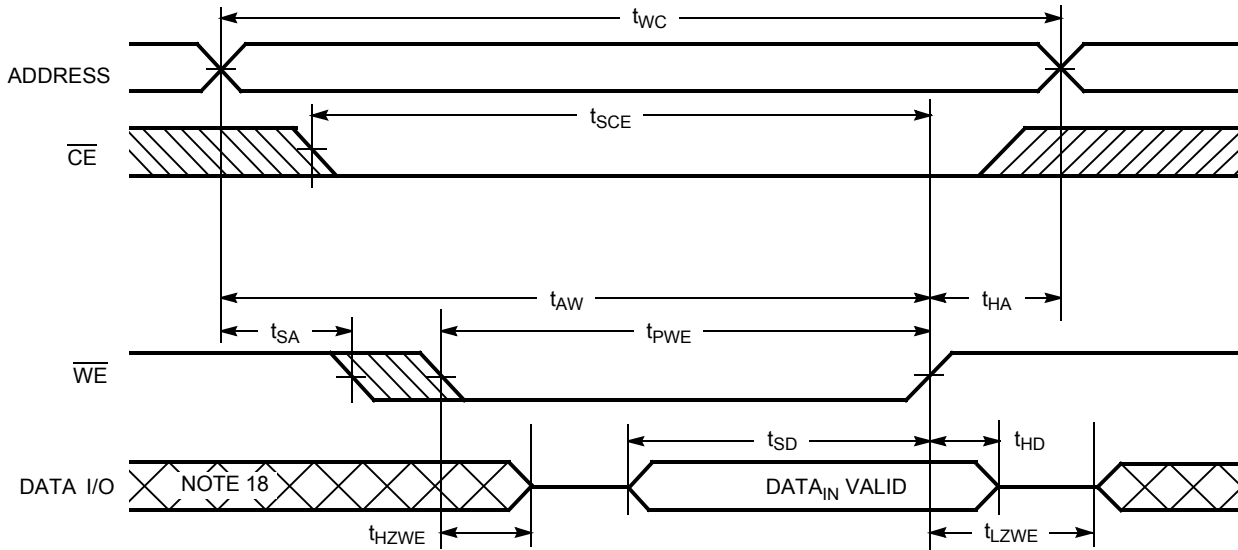 tWC
ADDRESS
tSCE
CE
tAW
tHA
tSA
tPWE
WE
tSD
tHD
DATA I/O
NOTE 18
DATAIN VALID
tHZWE
tLZWE